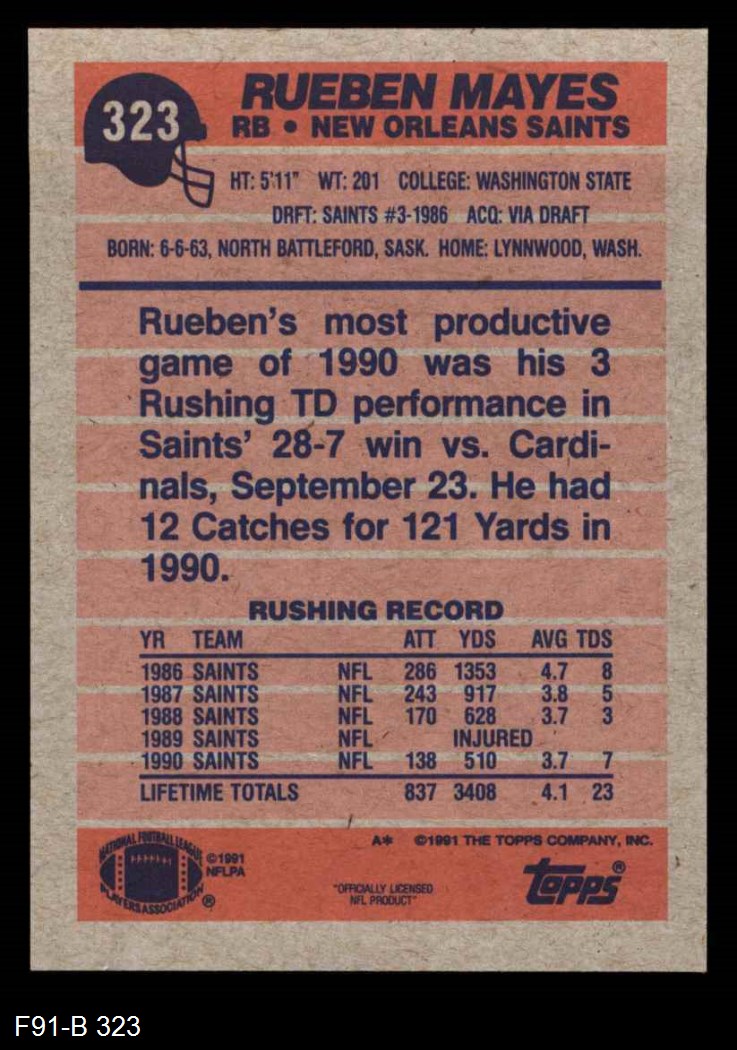 323
RUEBEN MAYES
RB • NEW ORLEANS SAINTS
HT: 5'11" WT: 201 COLLEGE: WASHINGTON STATE
DRFT: SAINTS #3-1986 ACQ: VIA DRAFT
BORN: 6-6-63, NORTH BATTLEFORD, SASK. HOME: LYNNWOOD, WASH.
Rueben's most productive
game of 1990 was his 3
Rushing TD performance in
Saints' 28-7 win vs. Cardi-
nals, September 23. He had
12 Catches for 121 Yards in
1990.
RUSHING RECORD
YR TEAM ATT YDS AVG TDS
1986 SAINTS NFL 286 1353 4.7 8
1987 SAINTS NFL 243 917 3.8 5
1988 SAINTS NFL 170 628 3.7 3
1989 SAINTS NFL INJURED
1990 SAINTS NFL 138 510 3.7 7
LIFETIME TOTALS 837 3408 4.1 23
A* ©1991 THE TOPPS COMPANY, INC.
NATIONAL FOOTBALL LEAGUE
PLAYERS ASSOCIATION ®
©1991
NFLPA
"OFFICIALLY LICENSED
NFL PRODUCT"
topps®
F91-B 323